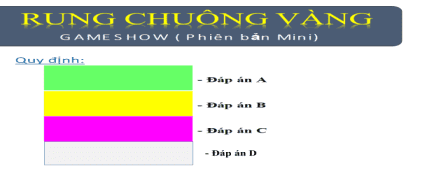 RUNG CHUÔNG VÀNG
GAMESHOW ( Phiên bản Mini)
Quy định:
- Đáp án A
- Đáp án B
- Đáp án C
- Đáp án D